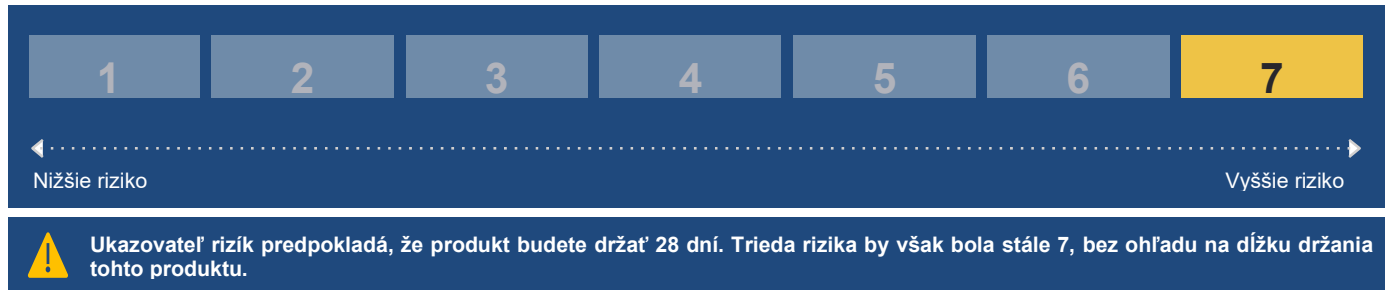 1 2 3 4 5 6 7
Nižšie riziko Vyššie riziko
Ukazovateľ rizík predpokladá, že produkt budete držať 28 dní. Trieda rizika by však bola stále 7, bez ohľadu na dĺžku držania
tohto produktu.